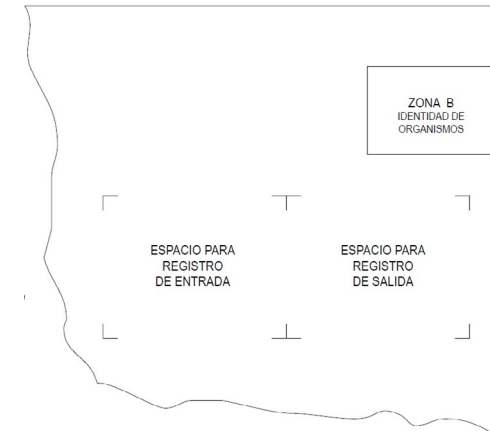 ZONA B
IDENTIDAD DE
ORGANISMOS
ESPACIO PARA
REGISTRO
DE ENTRADA
ESPACIO PARA
REGISTRO
DE SALIDA